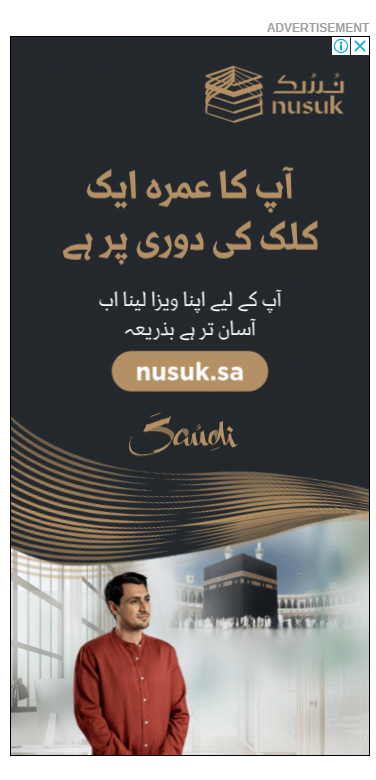 ADVERTISEMENT
نُسُك
nusuk
آپ کا عمرہ ایک
کلک کی دوری پر ہے
آپ کے لیے اپنا ویزا لینا اب
آسان تر ہے بذریعہ
nusuk.sa
Saudi